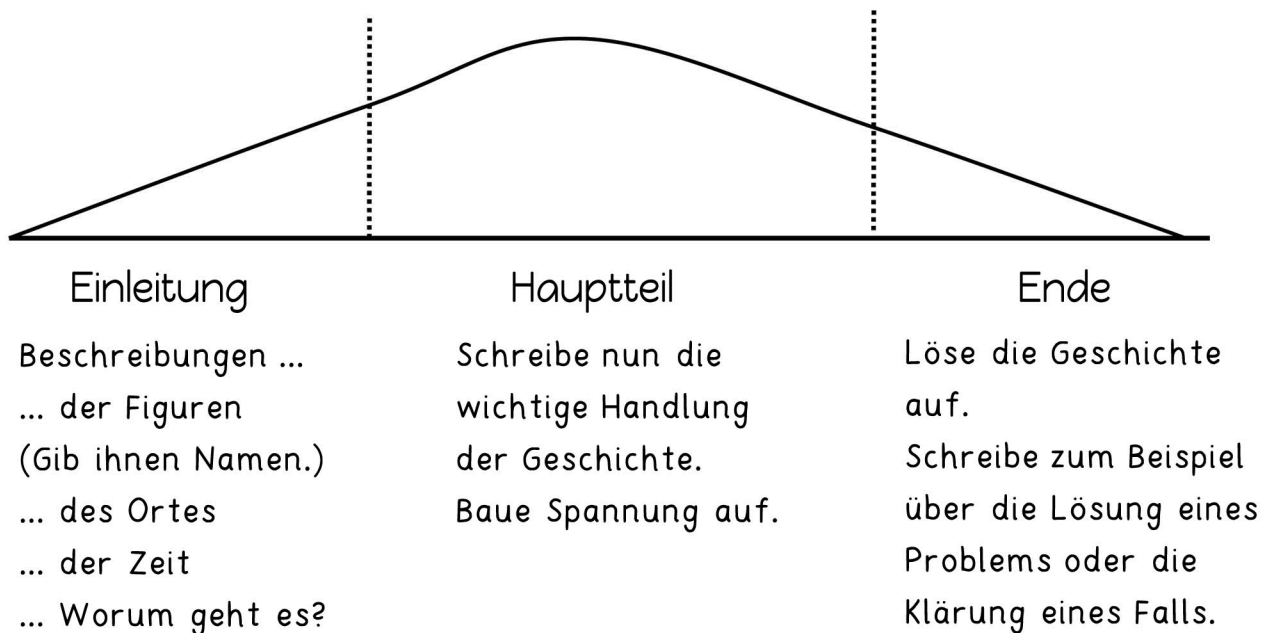 Einleitung
Beschreibungen ...
... der Figuren
(Gib ihnen Namen.)
... des Ortes
... der Zeit
... Worum geht es?
Hauptteil
Schreibe nun die
wichtige Handlung
der Geschichte.
Baue Spannung auf.
Ende
Löse die Geschichte
auf.
Schreibe zum Beispiel
über die Lösung eines
Problems oder die
Klärung eines Falls.